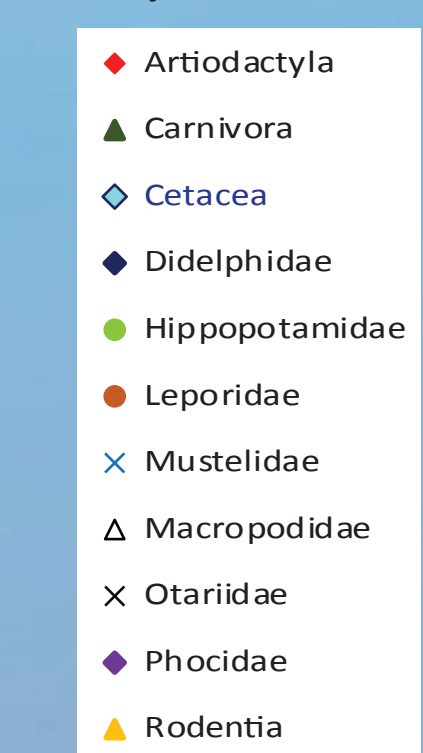 Artiodactyla
Carnivora
Cetacea
Didelphidae
Hippopotamidae
Leporidae
Mustelidae
Macropodidae
Otariidae
Phocidae
Rodentia